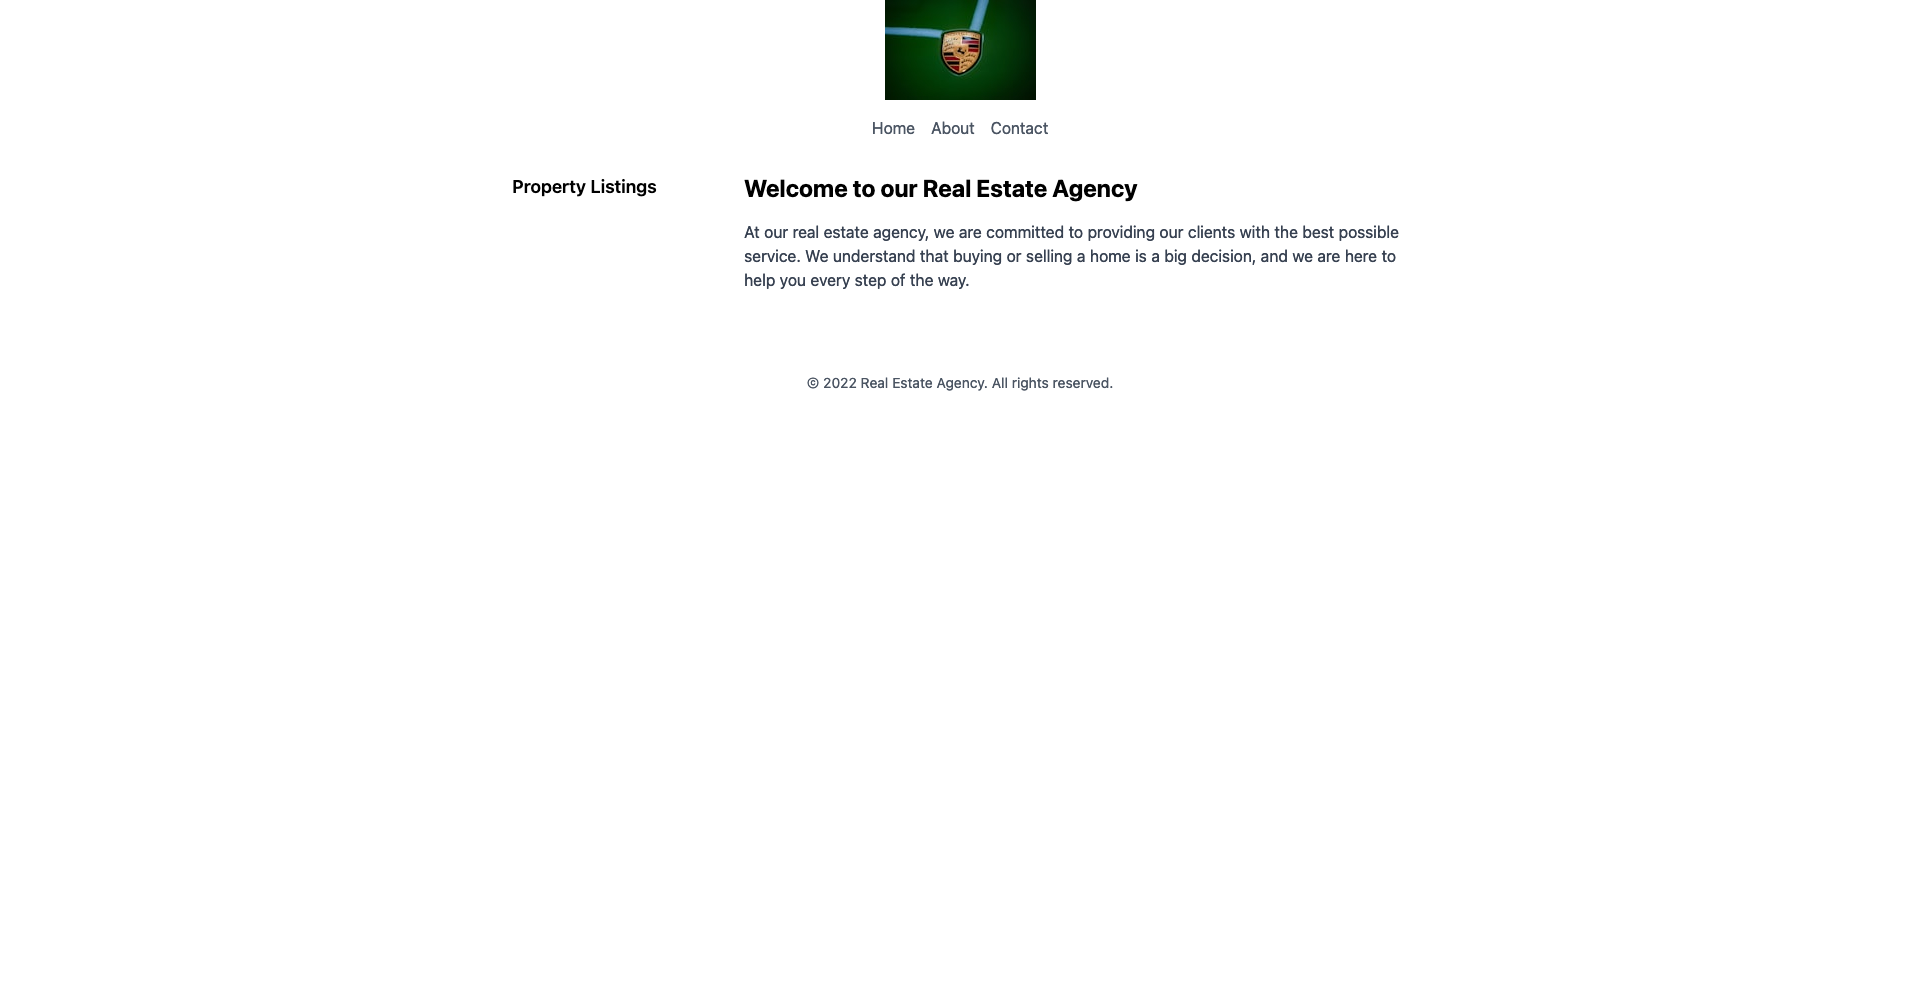 Home About Contact
Property Listings
Welcome to our Real Estate Agency
At our real estate agency, we are committed to providing our clients with the best possible
service. We understand that buying or selling a home is a big decision, and we are here to
help you every step of the way.
© 2022 Real Estate Agency. All rights reserved.